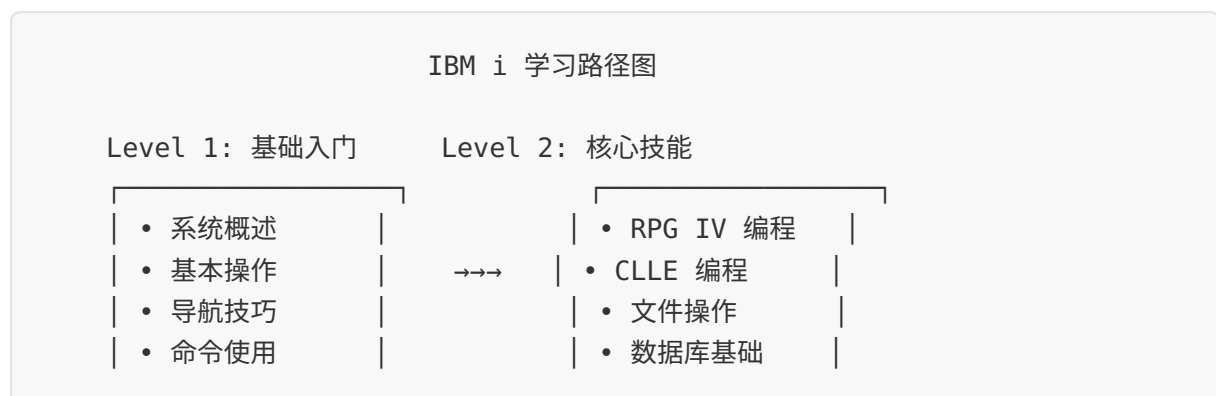 IBM i 学习路径图
Level 1: 基础入门 Level 2: 核心技能
• 系统概述 • RPG IV 编程
• 基本操作 →→→ • CLLE 编程
• 导航技巧 • 文件操作
• 命令使用 • 数据库基础